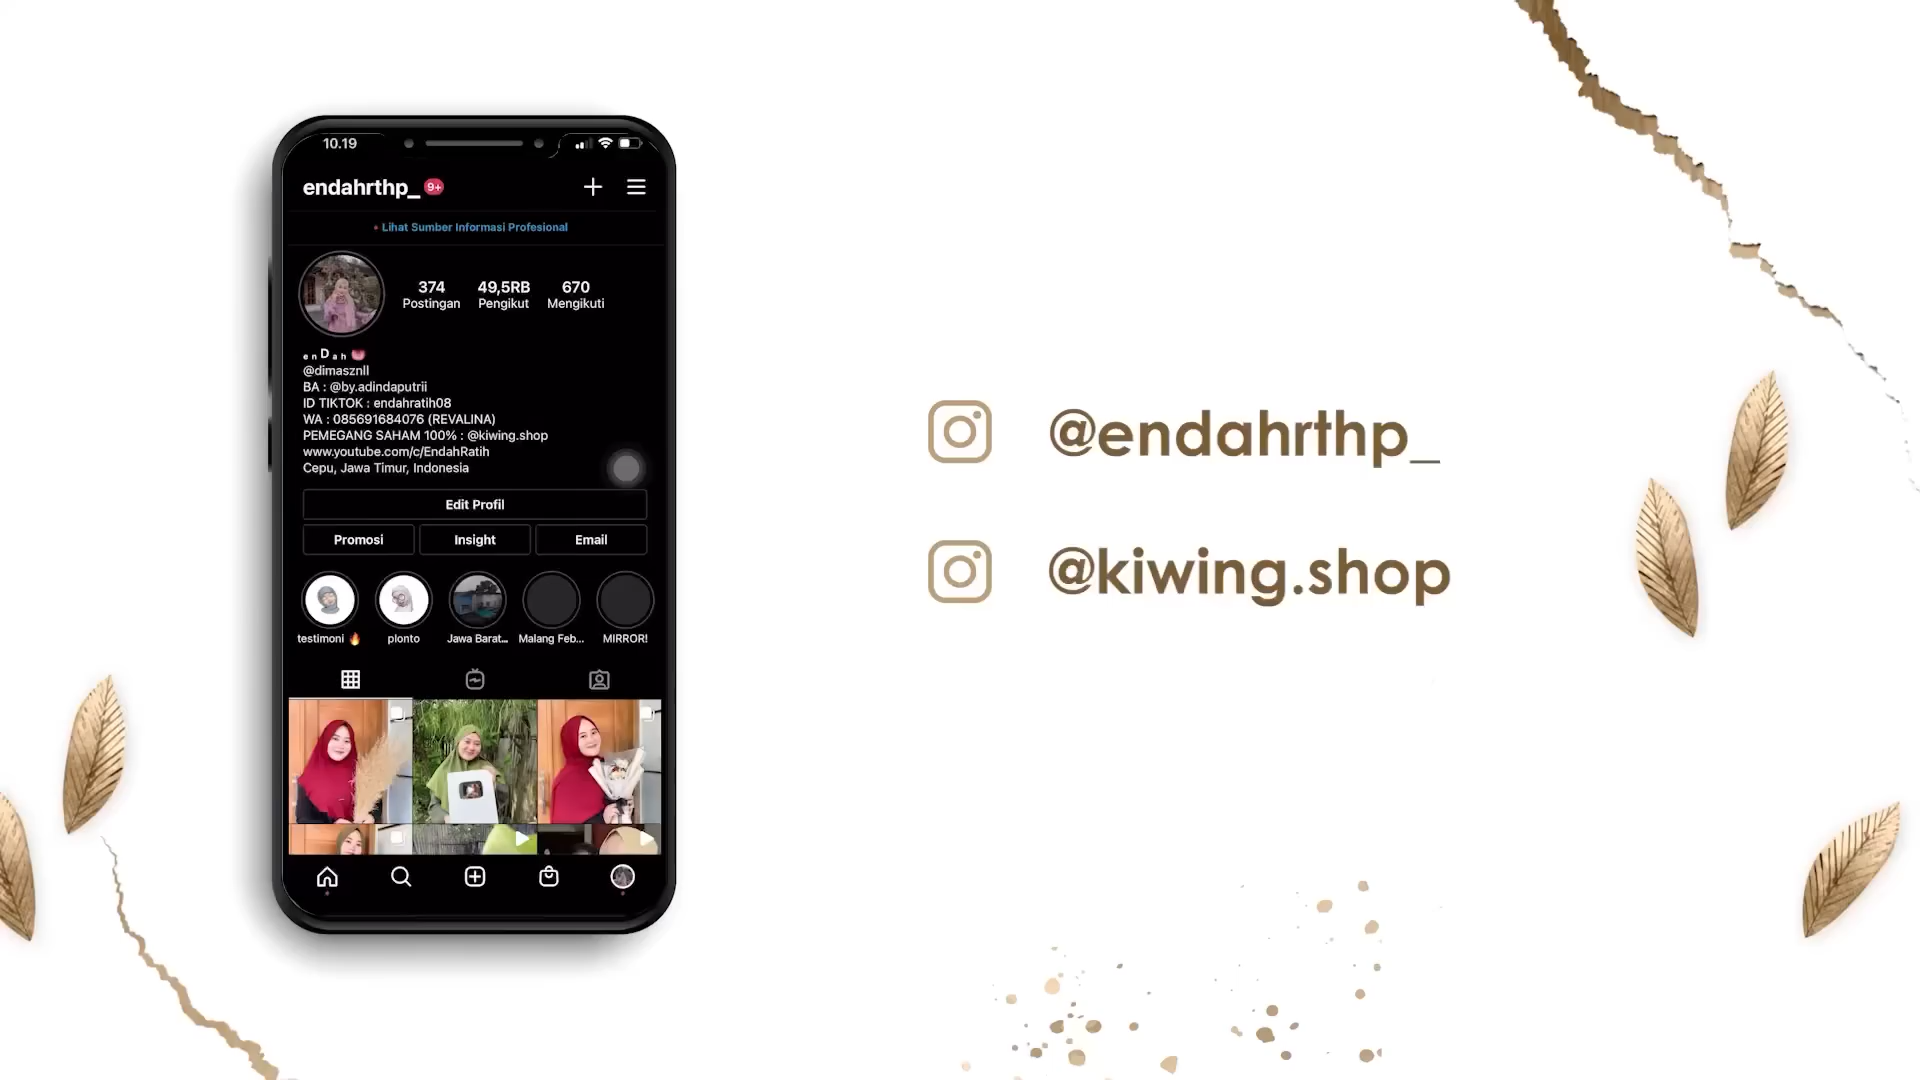 10.19
endahrthp_ 9+
Lihat Sumber Informasi Profesional
374 49,5RB 670
Postingan Pengikut Mengikuti
enDah 👅
@dimasznll
BA : @by.adindaputrii
ID TIKTOK : endahratih08
WA : 085691684076 (REVALINA)
PEMEGANG SAHAM 100% : @kiwing.shop
www.youtube.com/c/EndahRatih
Cepu, Jawa Timur, Indonesia
Edit Profil
Promosi Insight Email
testimoni 🔥 plonto Jawa Barat... Malang Feb... MIRROR!
@endahrthp_
@kiwing.shop